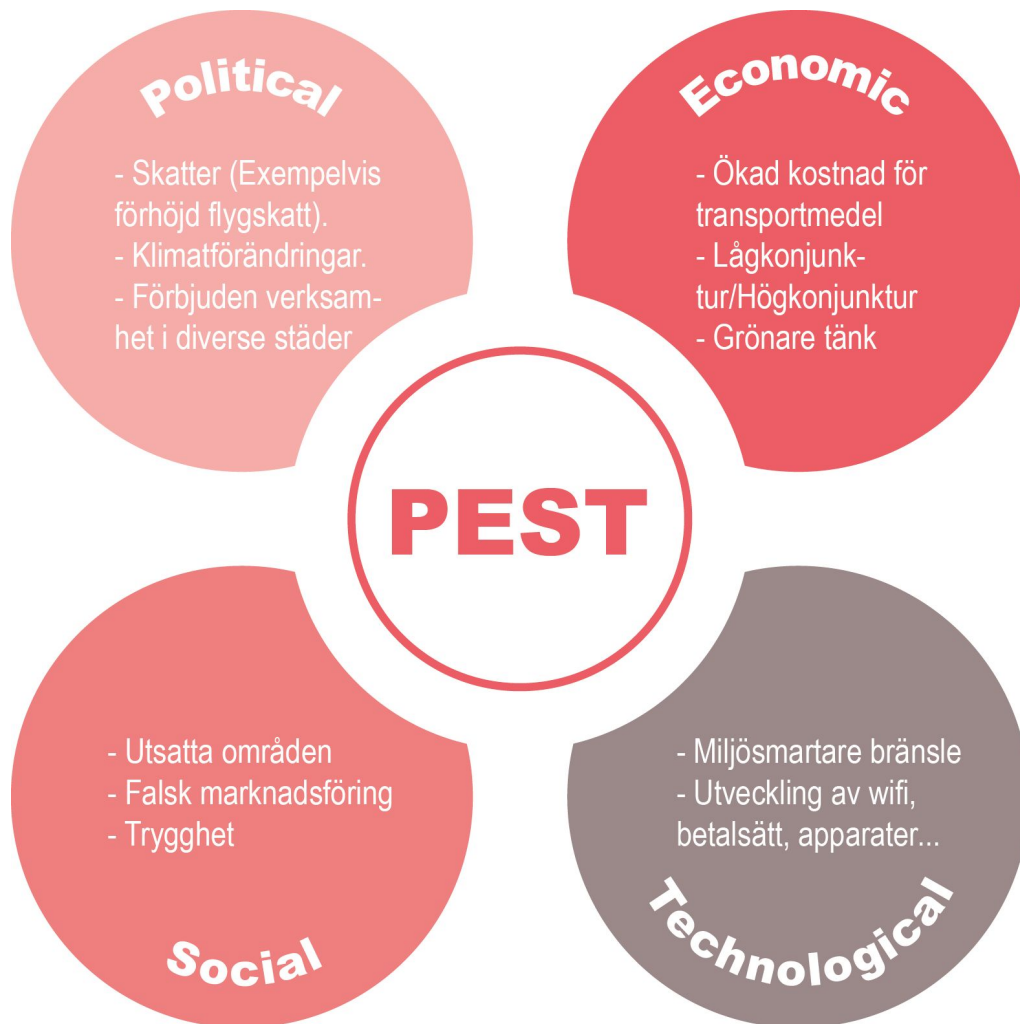 Political
- Skatter (Exempelvis
förhöjd flygskatt).
- Klimatförändringar.
- Förbjuden verksam-
het i diverse städer
Economic
- Ökad kostnad för
transportmedel
- Lågkonjunk-
tur/Högkonjunktur
- Grönare tänk
PEST
- Utsatta områden
- Falsk marknadsföring
- Trygghet
Social
- Miljösmartare bränsle
- Utveckling av wifi,
betalsätt, apparater...
Technological